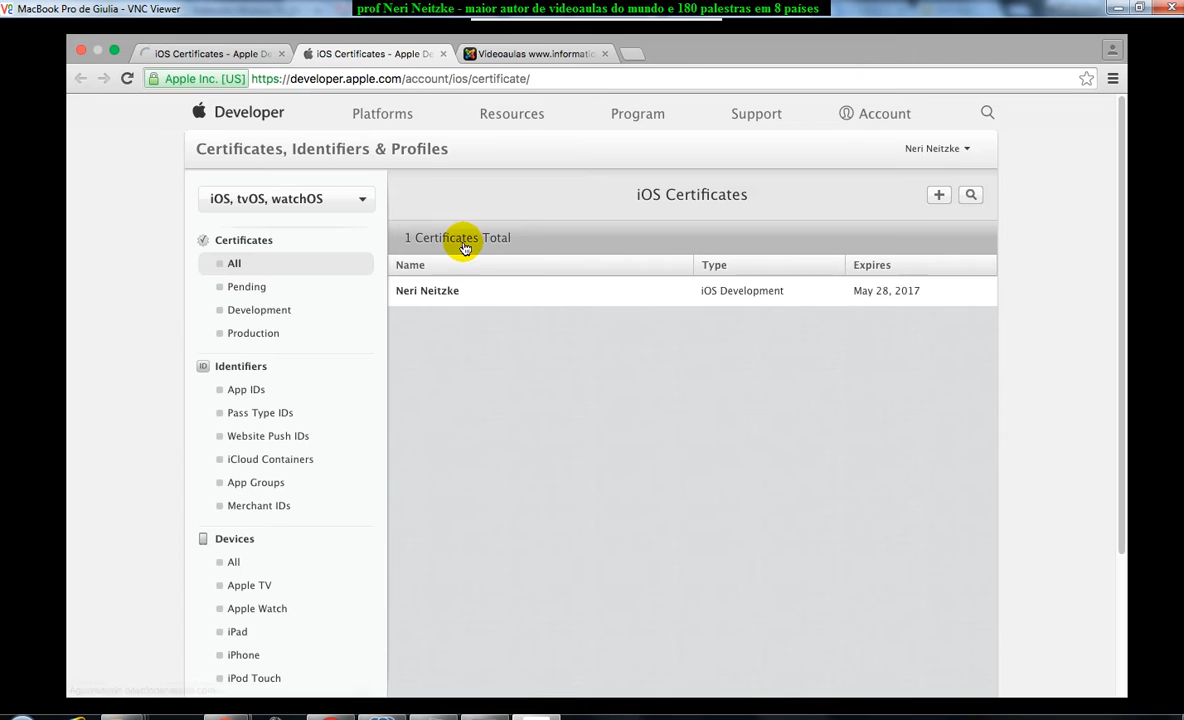 MacBook Pro de Giulia - VNC Viewer
prof Neri Neitzke - maior autor de videoaulas do mundo e 180 palestras em 8 países
iOS Certificates - Apple De
iOS Certificates - Apple De
Videoaulas www.informatic
Apple Inc. [US]
https://developer.apple.com/account/ios/certificate/
Developer
Platforms
Resources
Program
Support
Account
Certificates, Identifiers & Profiles
Neri Neitzke
iOS, tvOS, watchOS
iOS Certificates
Certificates
All
Pending
Development
Production
Identifiers
ID
App IDs
Pass Type IDs
Website Push IDs
iCloud Containers
App Groups
Merchant IDs
Devices
All
Apple TV
Apple Watch
iPad
iPhone
iPod Touch
1 Certificates Total
Name Type Expires
Neri Neitzke iOS Development May 28, 2017